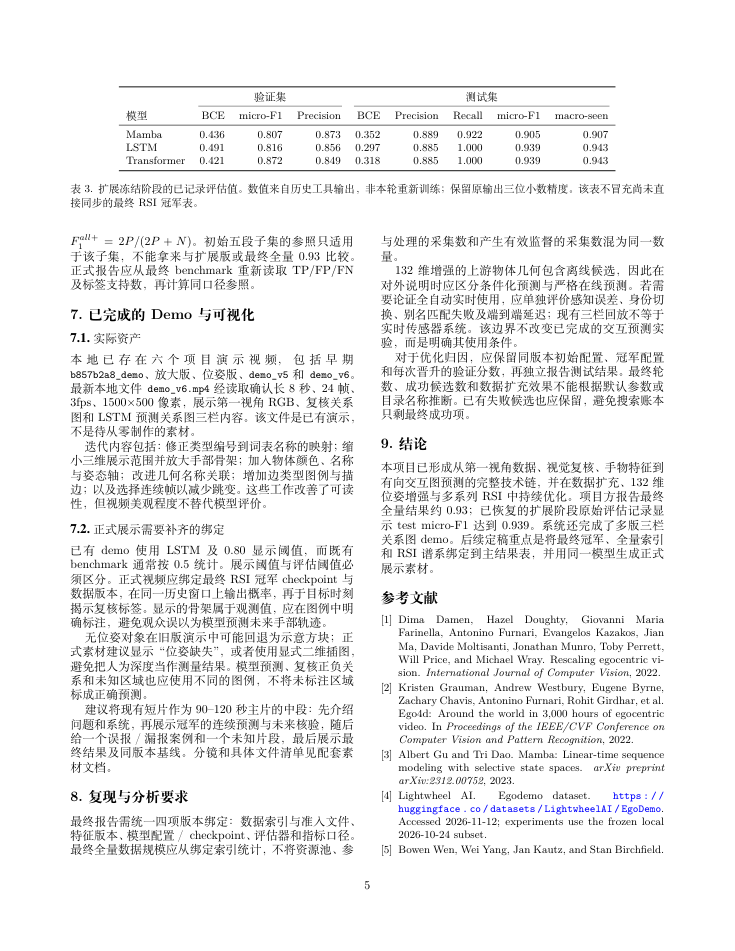 验证集 测试集
模型 BCE micro-F1 Precision BCE Precision Recall micro-F1 macro-seen
Mamba 0.436 0.807 0.873 0.352 0.889 0.922 0.905 0.907
LSTM 0.491 0.816 0.856 0.297 0.885 1.000 0.939 0.943
Transformer 0.421 0.872 0.849 0.318 0.885 1.000 0.939 0.943
表 3. 扩展冻结阶段的已记录评估值。数值来自历史工具输出，非本轮重新训练；保留原输出三位小数精度。该表不冒充尚未直
接同步的最终 RSI 冠军表。
F_1^{all+} = 2P/(2P + N)。初始五段子集的参照只适用
于该子集，不能拿来与扩展版或最终全量 0.93 比较。
正式报告应从最终 benchmark 重新读取 TP/FP/FN
及标签支持数，再计算同口径参照。
7. 已完成的 Demo 与可视化
7.1. 实际资产
本地已存在六个项目演示视频，包括早期
b857b2a8_demo、放大版、位姿版、demo_v5 和 demo_v6。
最新本地文件 demo_v6.mp4 经读取确认长 8 秒、24 帧、
3fps、1500×500 像素，展示第一视角 RGB、复核关系
图和 LSTM 预测关系图三栏内容。该文件是已有演示，
不是待从零制作的素材。
迭代内容包括：修正类型编号到词表名称的映射；缩
小三维展示范围并放大手部骨架；加入物体颜色、名称
与姿态轴；改进几何名称关联；增加边类型图例与描
边；以及选择连续帧以减少跳变。这些工作改善了可读
性，但视频美观程度不替代模型评价。
7.2. 正式展示需要补齐的绑定
已有 demo 使用 LSTM 及 0.80 显示阈值，而既有
benchmark 通常按 0.5 统计。展示阈值与评估阈值必
须区分。正式视频应绑定最终 RSI 冠军 checkpoint 与
数据版本，在同一历史窗口上输出概率，再于目标时刻
揭示复核标签。显示的骨架属于观测值，应在图例中明
确标注，避免观众误以为模型预测未来手部轨迹。
无位姿对象在旧版演示中可能回退为示意方块；正
式素材建议显示 “位姿缺失”，或者使用显式二维插图，
避免把人为深度当作测量结果。模型预测、复核正负关
系和未知区域也应使用不同的图例，不将未标注区域
标成正确预测。
建议将现有短片作为 90–120 秒主片的中段：先介绍
问题和系统，再展示冠军的连续预测与未来核验，随后
给一个误报 / 漏报案例和一个未知片段，最后展示最
终结果及同版本基线。分镜和具体文件清单见配套素
材文档。
8. 复现与分析要求
最终报告需统一四项版本绑定：数据索引与准入文件、
特征版本、模型配置 / checkpoint、评估器和指标口径。
最终全量数据规模应从绑定索引统计，不将资源池、参
与处理的采集数和产生有效监督的采集数混为同一数
量。
132 维增强的上游物体几何包含离线候选，因此在
对外说明时应区分条件化预测与严格在线预测。若需
要论证全自动实时使用，应单独评价感知误差、身份切
换、别名匹配失败及端到端延迟；现有三栏回放不等于
实时传感器系统。该边界不改变已完成的交互预测实
验，而是明确其使用条件。
对于优化归因，应保留同版本初始配置、冠军配置
和每次晋升的验证分数，再独立报告测试结果。最终轮
数、成功候选数和数据扩充效果不能根据默认参数或
目录名称推断。已有失败候选也应保留，避免搜索账本
只剩最终成功项。
9. 结论
本项目已形成从第一视角数据、视觉复核、手物特征到
有向交互图预测的完整技术链，并在数据扩充、132 维
位姿增强与多系列 RSI 中持续优化。项目方报告最终
全量结果约 0.93；已恢复的扩展阶段原始评估记录显
示 test micro-F1 达到 0.939。系统还完成了多版三栏
关系图 demo。后续定稿重点是将最终冠军、全量索引
和 RSI 谱系绑定到主结果表，并用同一模型生成正式
展示素材。
参考文献
[1] Dima Damen, Hazel Doughty, Giovanni Maria
Farinella, Antonino Furnari, Evangelos Kazakos, Jian
Ma, Davide Moltisanti, Jonathan Munro, Toby Perrett,
Will Price, and Michael Wray. Rescaling egocentric vi-
sion. International Journal of Computer Vision, 2022.
[2] Kristen Grauman, Andrew Westbury, Eugene Byrne,
Zachary Chavis, Antonino Furnari, Rohit Girdhar, et al.
Ego4d: Around the world in 3,000 hours of egocentric
video. In Proceedings of the IEEE/CVF Conference on
Computer Vision and Pattern Recognition, 2022.
[3] Albert Gu and Tri Dao. Mamba: Linear-time sequence
modeling with selective state spaces. arXiv preprint
arXiv:2312.00752, 2023.
[4] Lightwheel AI. Egodemo dataset. https : / /
huggingface . co / datasets / LightwheelAI / EgoDemo.
Accessed 2026-11-12; experiments use the frozen local
2026-10-24 subset.
[5] Bowen Wen, Wei Yang, Jan Kautz, and Stan Birchfield.
5